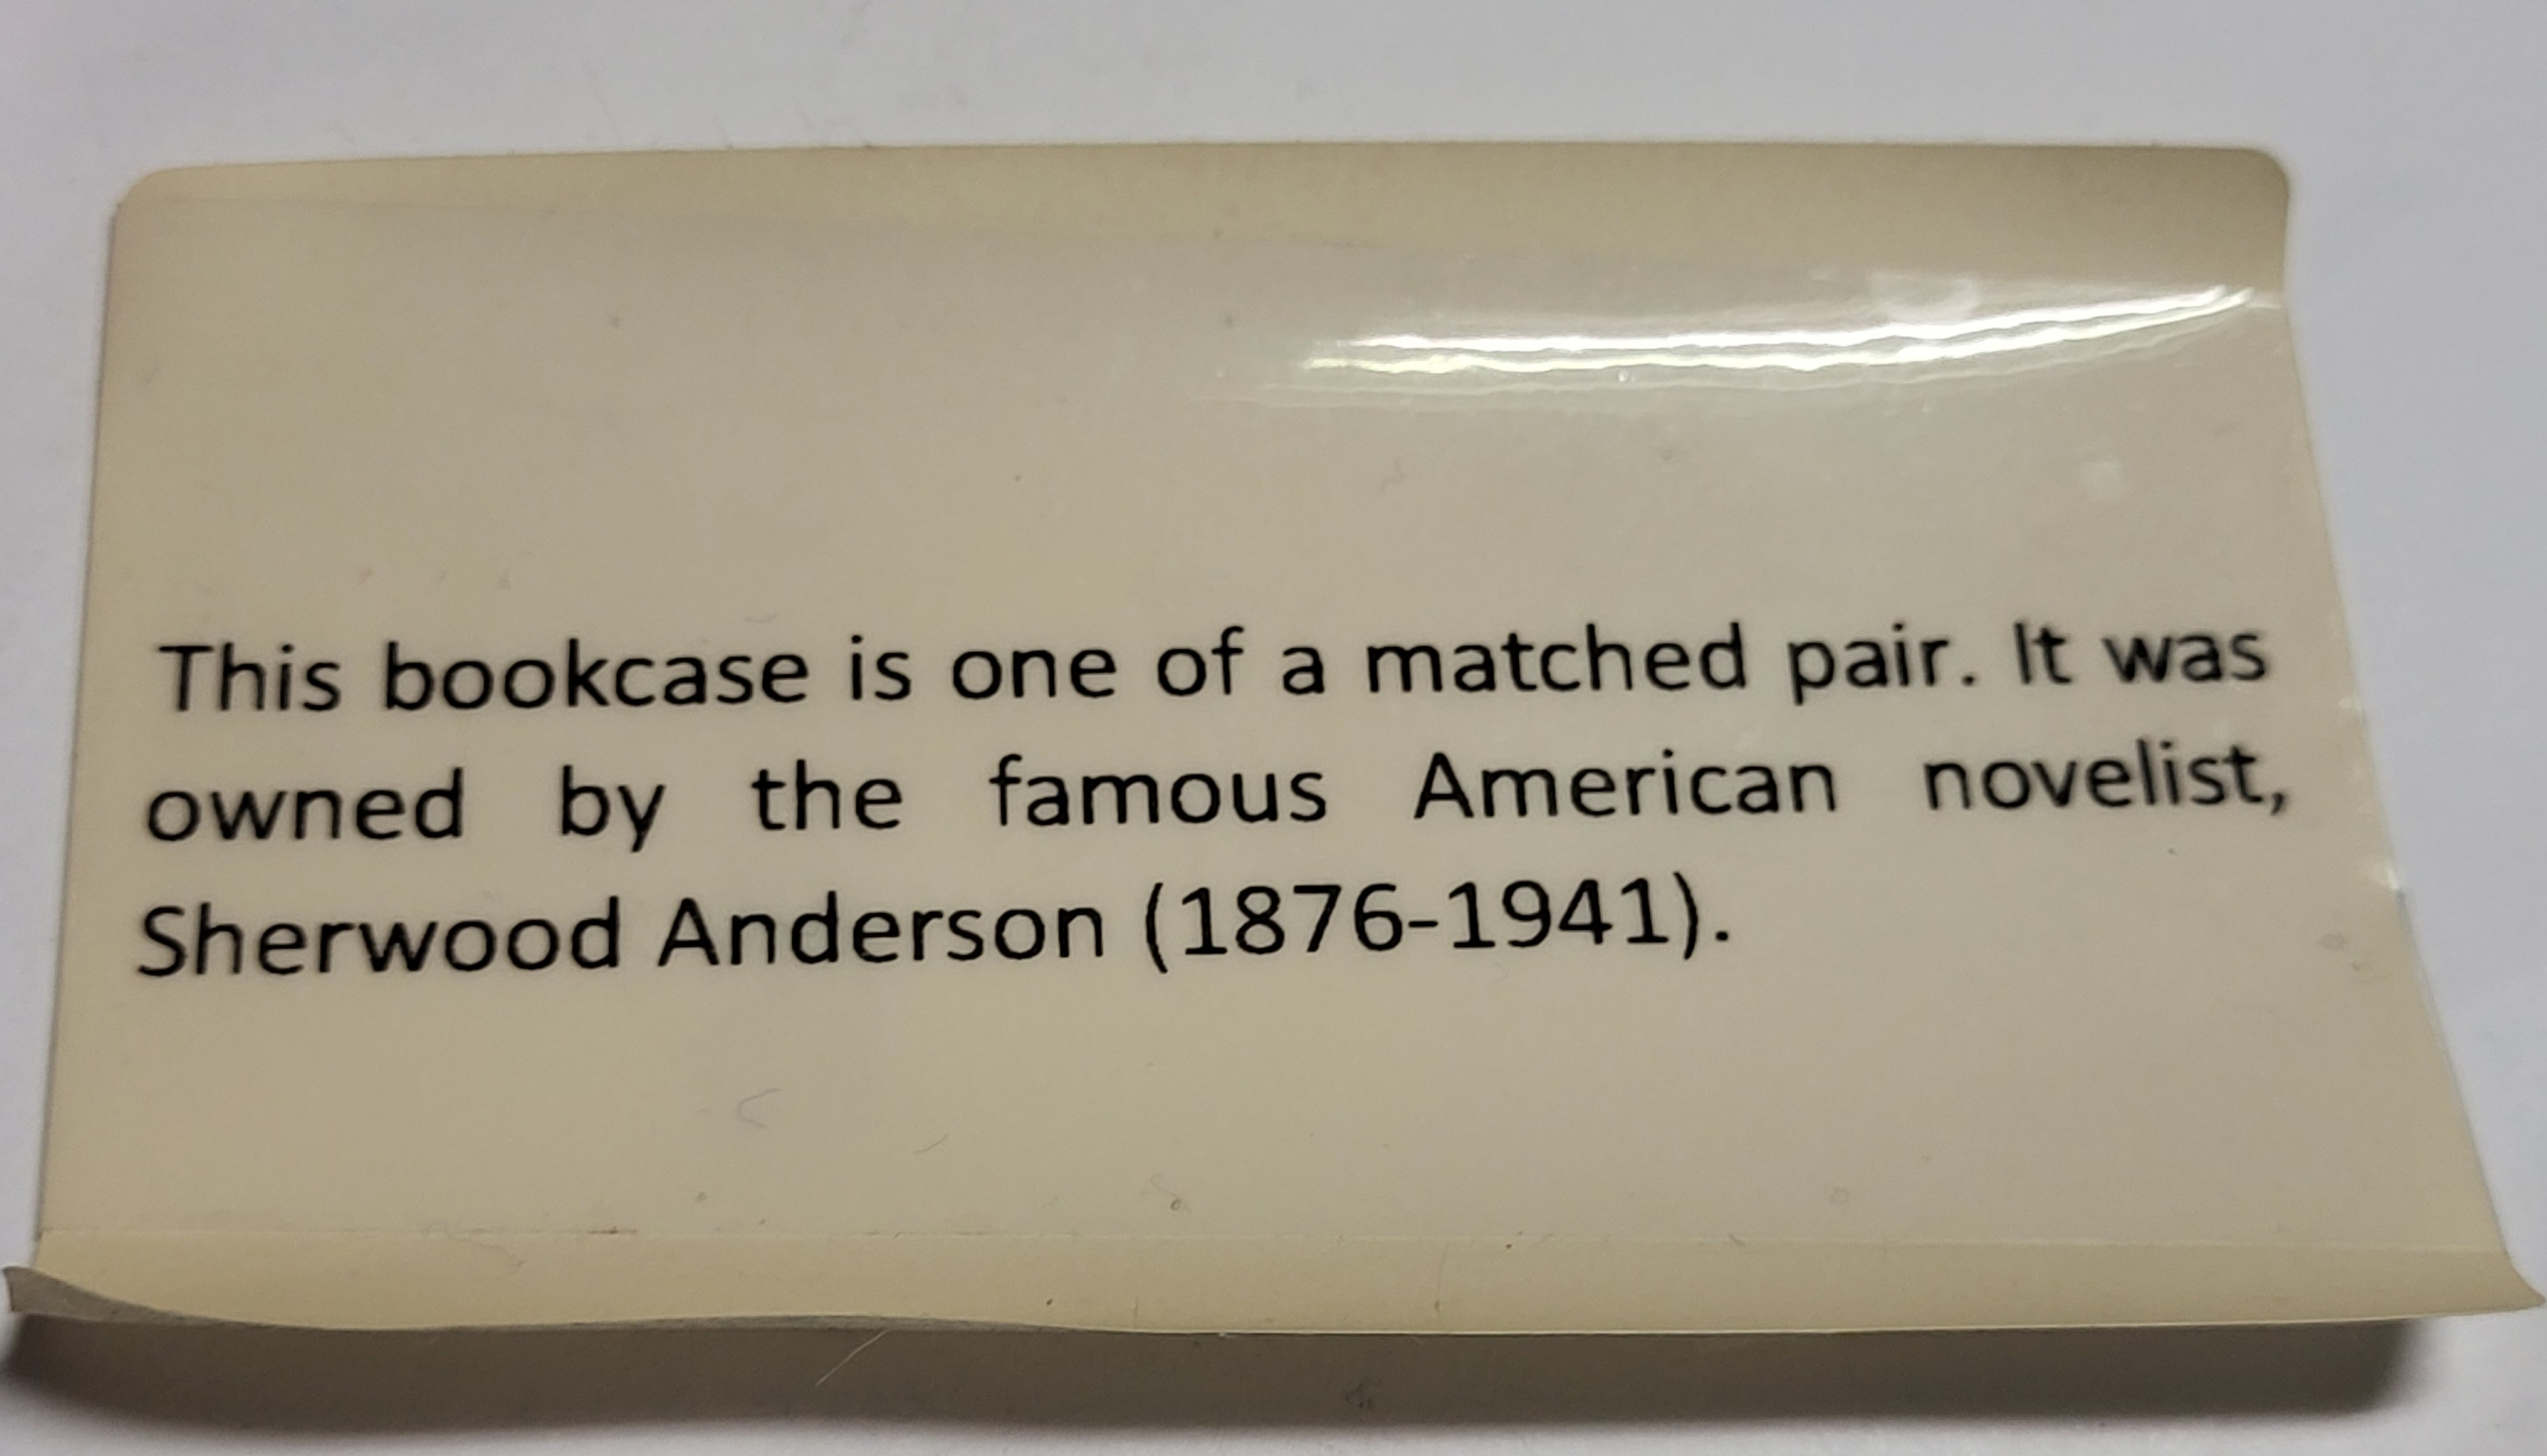 This bookcase is one of a matched pair. It was
owned by the famous American novelist,
Sherwood Anderson (1876-1941).